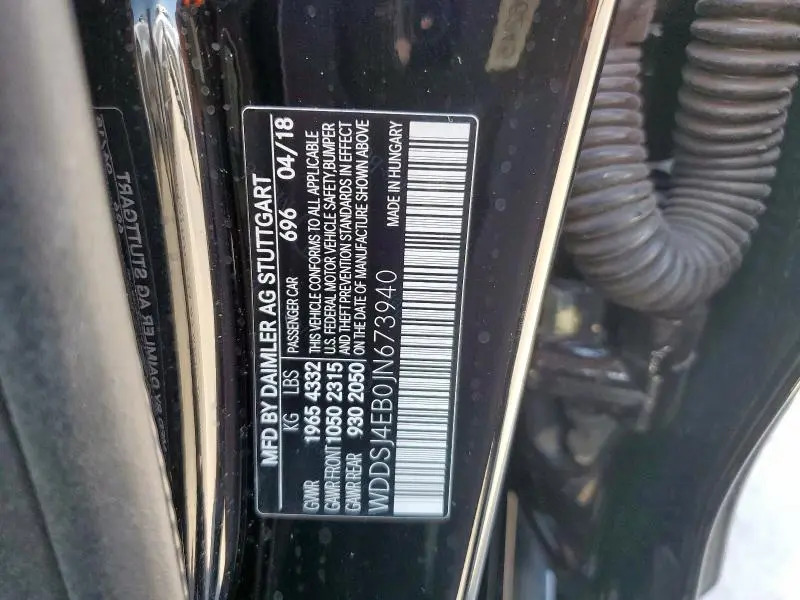 MFD BY DAIMLER AG STUTTGART
KG LBS PASSENGER CAR 696 04/18
GVWR 1965 4332 THIS VEHICLE CONFORMS TO ALL APPLICABLE
GAWR FRONT 1050 2315 U.S. FEDERAL MOTOR VEHICLE SAFETY, BUMPER
GAWR REAR 930 2050 AND THEFT PREVENTION STANDARDS IN EFFECT
ON THE DATE OF MANUFACTURE SHOWN ABOVE
WDDSJ4EB0JN673940 MADE IN HUNGARY